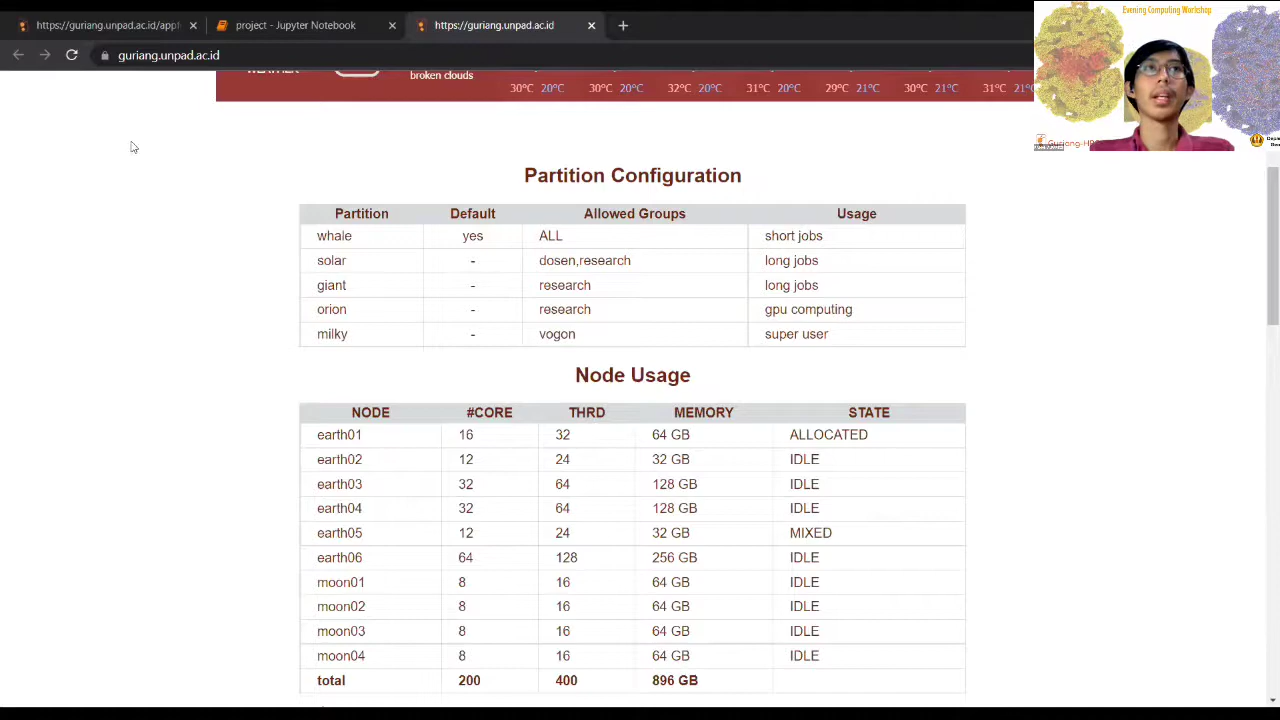 https://guriang.unpad.ac.id/appl
project - Jupyter Notebook
https://guriang.unpad.ac.id
guriang.unpad.ac.id
Evening Computing Workshop
broken clouds
30°C 20°C 30°C 20°C 32°C 20°C 31°C 20°C 29°C 21°C 30°C 21°C 31°C 21°C
Partition Configuration
Partition Default Allowed Groups Usage
whale yes ALL short jobs
solar - dosen,research long jobs
giant - research long jobs
orion - research gpu computing
milky - vogon super user
Node Usage
NODE #CORE THRD MEMORY STATE
earth01 16 32 64 GB ALLOCATED
earth02 12 24 32 GB IDLE
earth03 32 64 128 GB IDLE
earth04 32 64 128 GB IDLE
earth05 12 24 32 GB MIXED
earth06 64 128 256 GB IDLE
moon01 8 16 64 GB IDLE
moon02 8 16 64 GB IDLE
moon03 8 16 64 GB IDLE
moon04 8 16 64 GB IDLE
total 200 400 896 GB